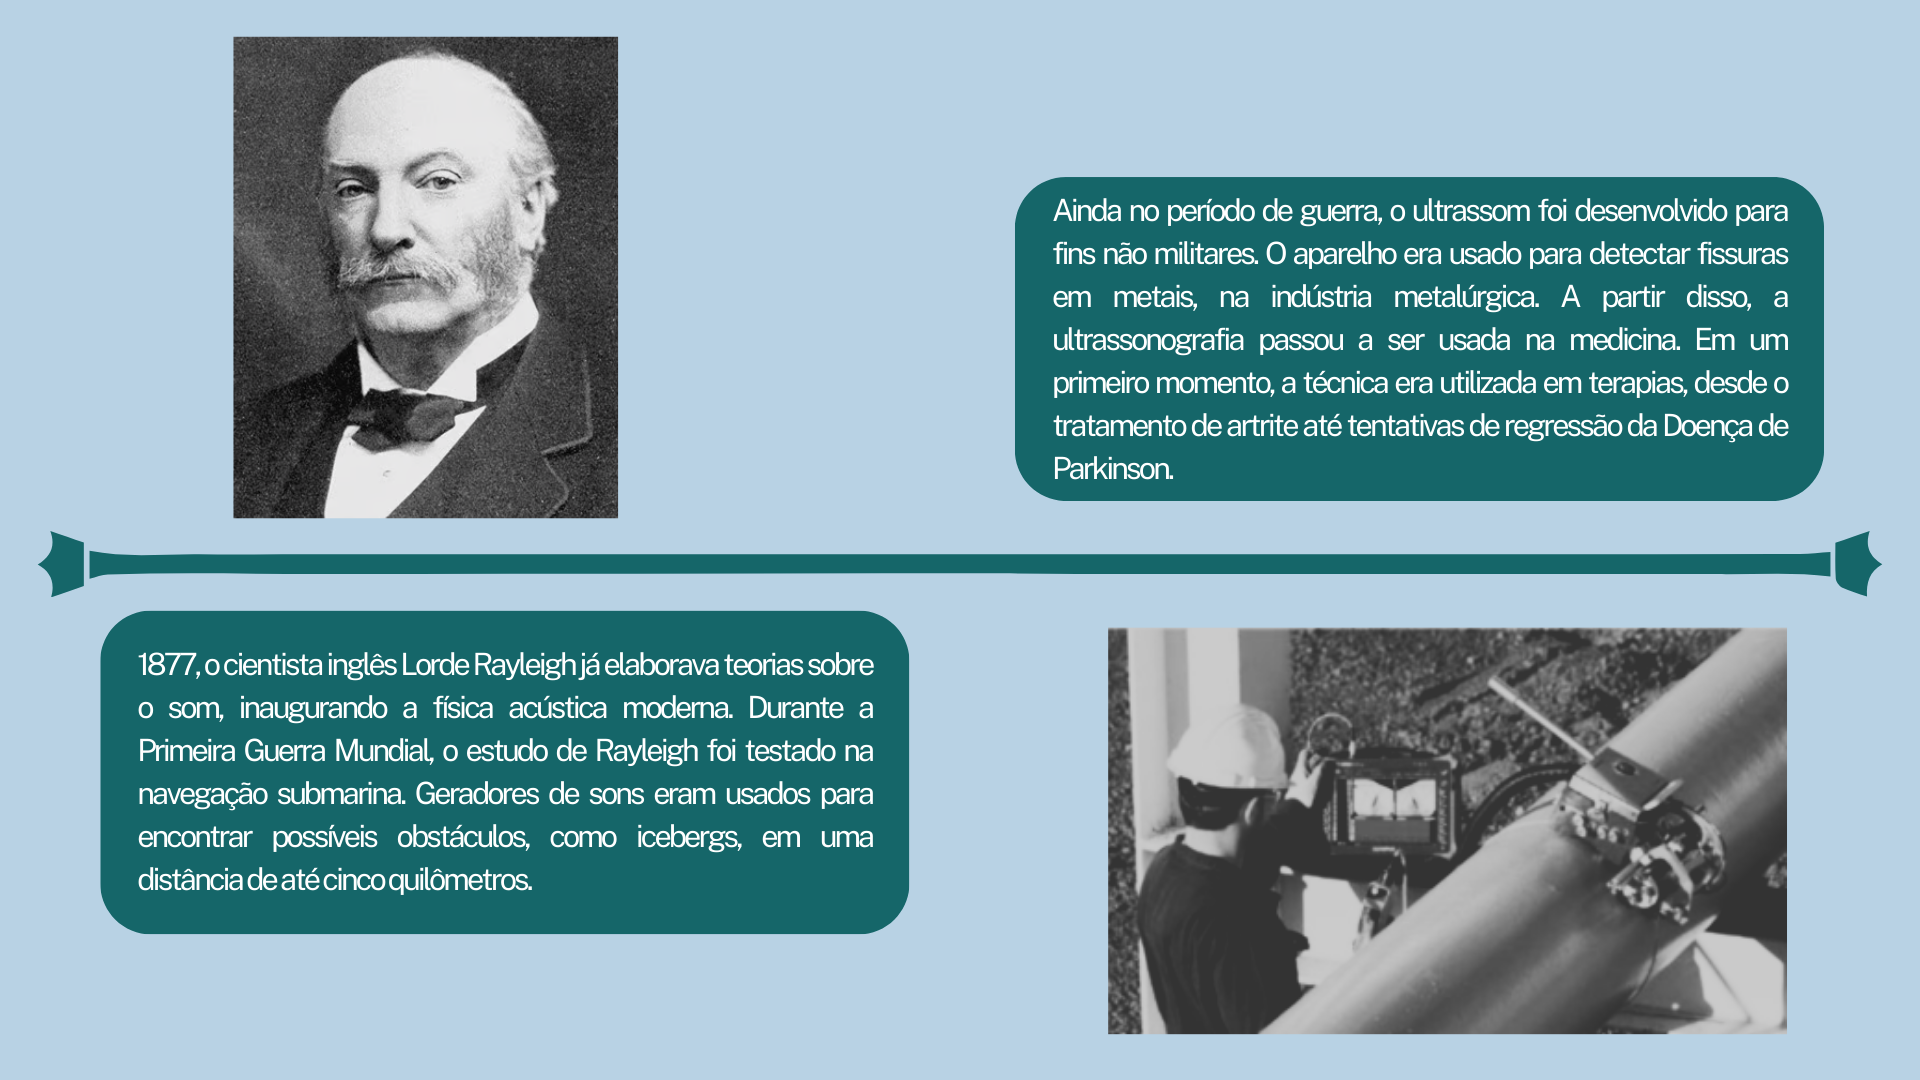 Ainda no período de guerra, o ultrassom foi desenvolvido para
fins não militares. O aparelho era usado para detectar fissuras
em metais, na indústria metalúrgica. A partir disso, a
ultrassonografia passou a ser usada na medicina. Em um
primeiro momento, a técnica era utilizada em terapias, desde o
tratamento de artrite até tentativas de regressão da Doença de
Parkinson.
1877, o cientista inglês Lorde Rayleigh já elaborava teorias sobre
o som, inaugurando a física acústica moderna. Durante a
Primeira Guerra Mundial, o estudo de Rayleigh foi testado na
navegação submarina. Geradores de sons eram usados para
encontrar possíveis obstáculos, como icebergs, em uma
distância de até cinco quilômetros.